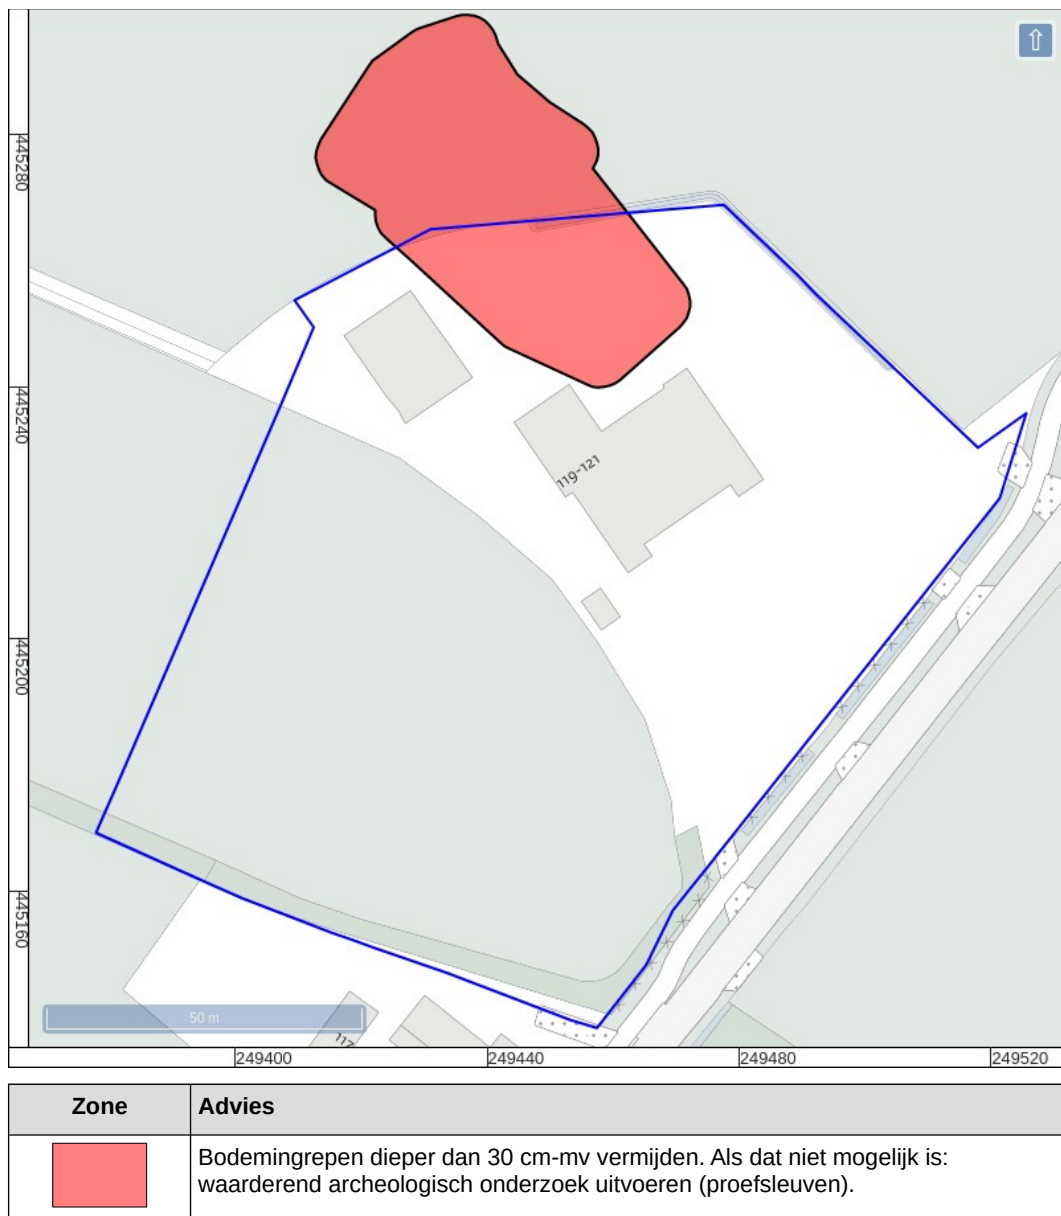 ⇧
445280
445240
445200
445160
119-121
117
50 m
249400
249440
249480
249520
Zone
Advies
Bodemingrepen dieper dan 30 cm-mv vermijden. Als dat niet mogelijk is:
waarderend archeologisch onderzoek uitvoeren (proefsleuven).